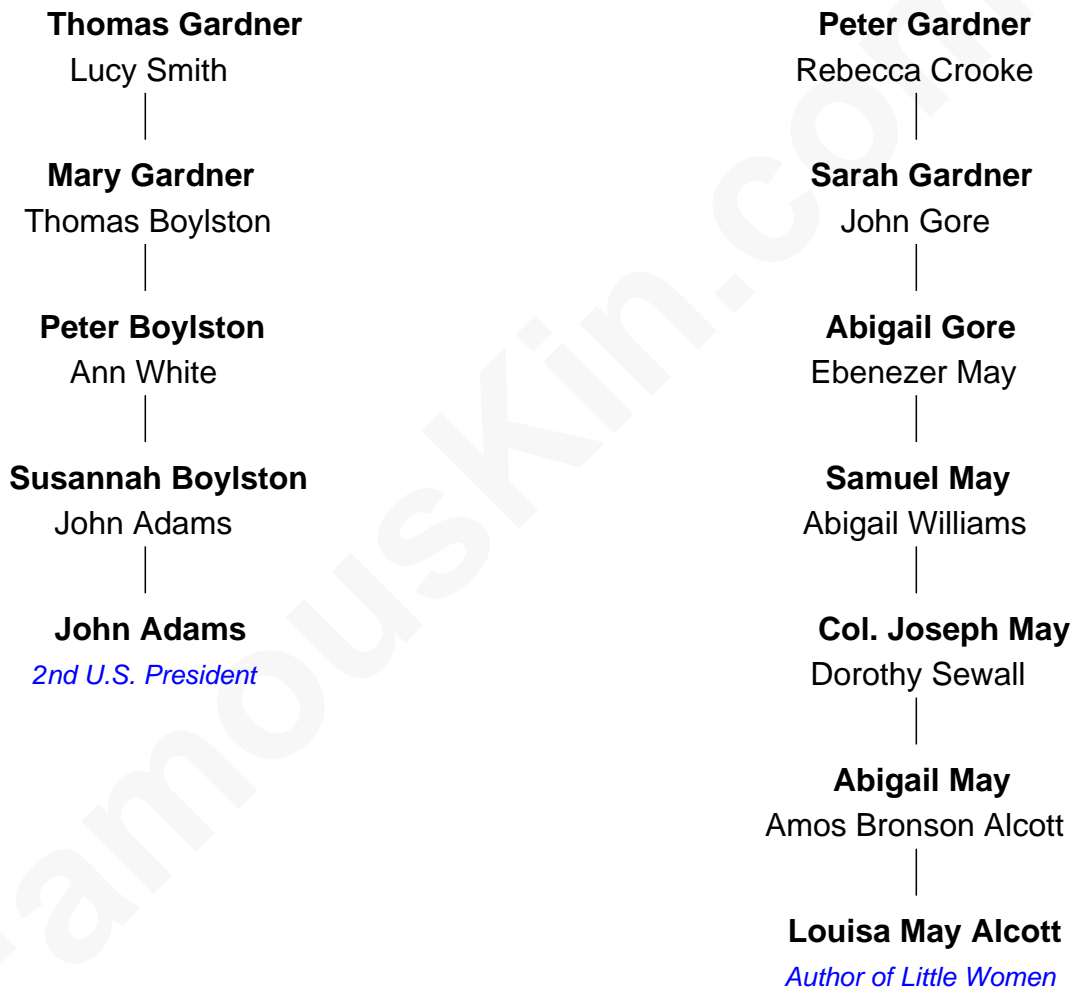 Thomas Gardner
Lucy Smith
Mary Gardner
Thomas Boylston
Peter Boylston
Ann White
Susannah Boylston
John Adams
John Adams
2nd U.S. President
Peter Gardner
Rebecca Crooke
Sarah Gardner
John Gore
Abigail Gore
Ebenezer May
Samuel May
Abigail Williams
Col. Joseph May
Dorothy Sewall
Abigail May
Amos Bronson Alcott
Louisa May Alcott
Author of Little Women
amouskin.com